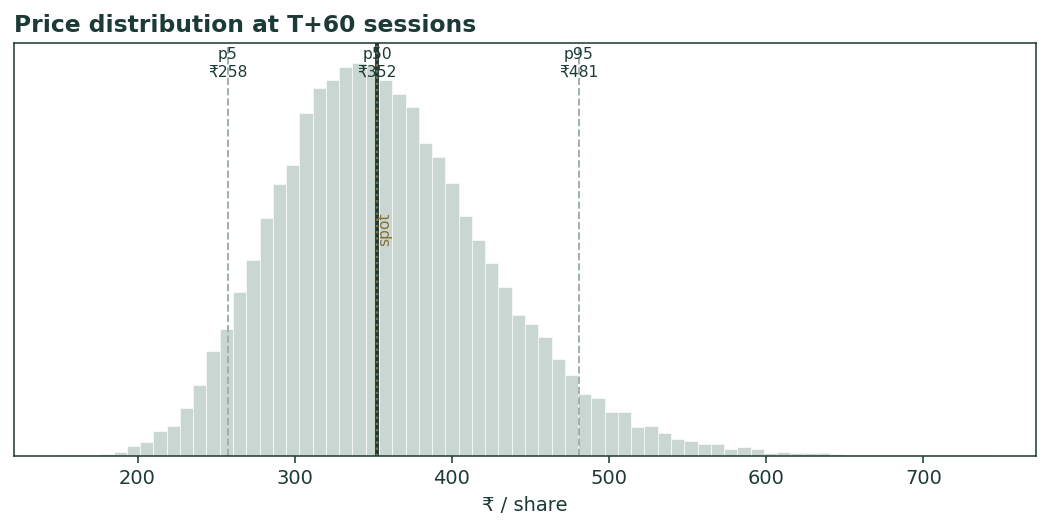 Price distribution at T+60 sessions
p5 p50 p95
₹258 ₹352 ₹481
spot
200 300 400 500 600 700
₹ / share